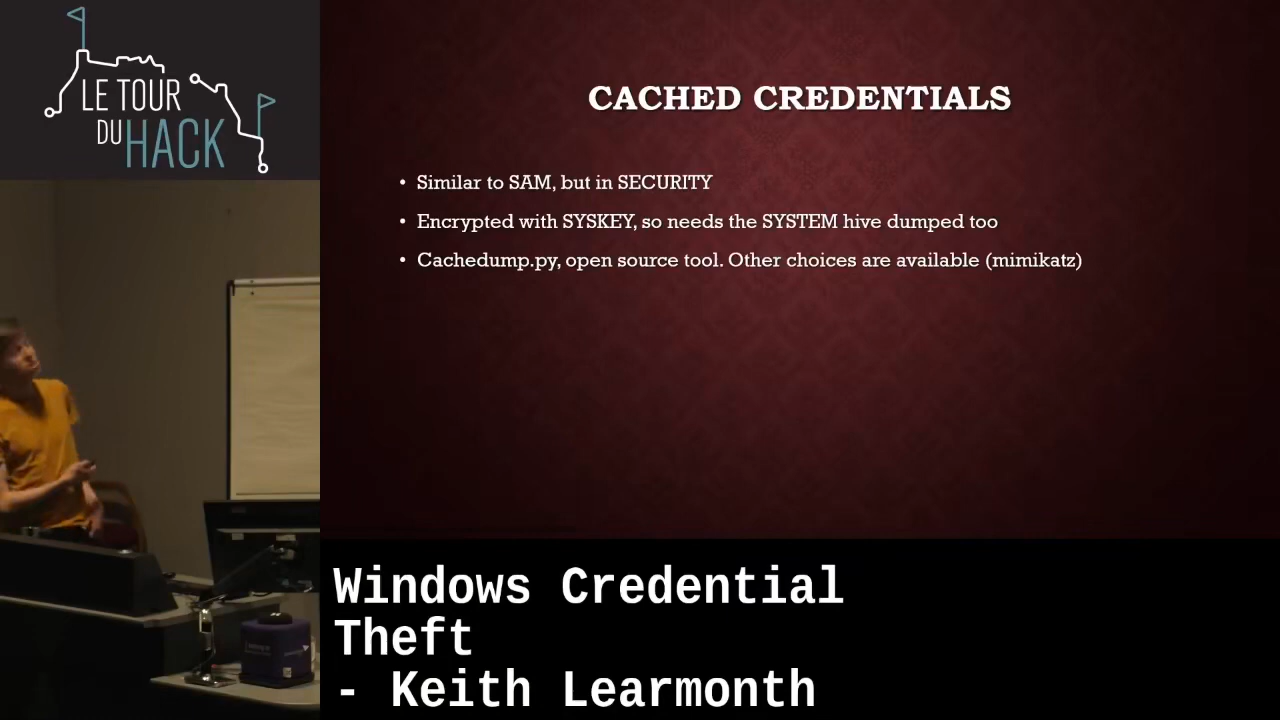 LE TOUR
DU HACK
CACHED CREDENTIALS
• Similar to SAM, but in SECURITY
• Encrypted with SYSKEY, so needs the SYSTEM hive dumped too
• Cachedump.py, open source tool. Other choices are available (mimikatz)
Windows Credential
Theft
- Keith Learmonth